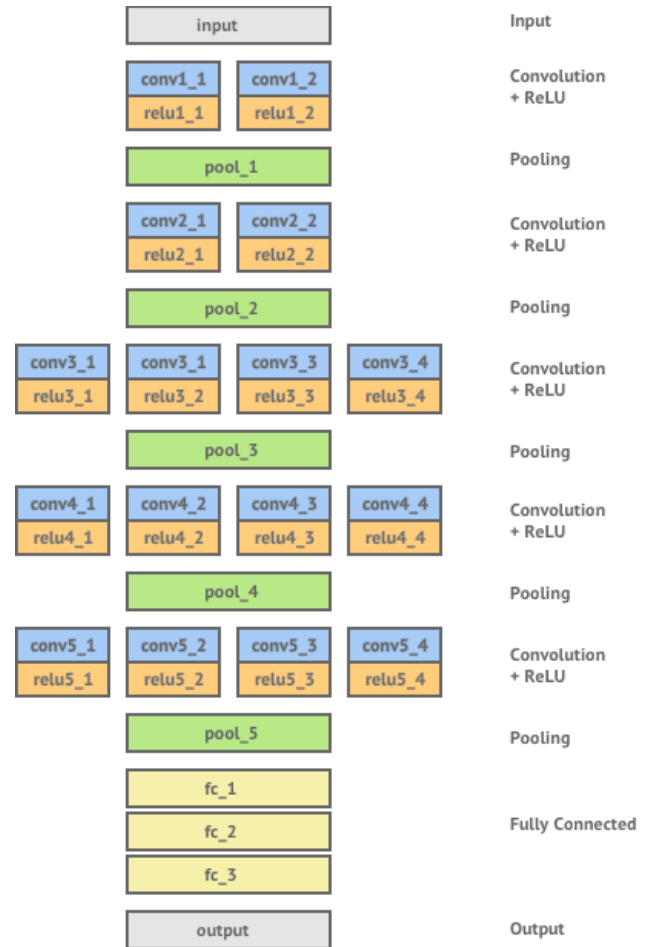 input Input
conv1_1 conv1_2 Convolution
relu1_1 relu1_2 + ReLU
pool_1 Pooling
conv2_1 conv2_2 Convolution
relu2_1 relu2_2 + ReLU
pool_2 Pooling
conv3_1 conv3_1 conv3_3 conv3_4 Convolution
relu3_1 relu3_2 relu3_3 relu3_4 + ReLU
pool_3 Pooling
conv4_1 conv4_2 conv4_3 conv4_4 Convolution
relu4_1 relu4_2 relu4_3 relu4_4 + ReLU
pool_4 Pooling
conv5_1 conv5_2 conv5_3 conv5_4 Convolution
relu5_1 relu5_2 relu5_3 relu5_4 + ReLU
pool_5 Pooling
fc_1
fc_2 Fully Connected
fc_3
output Output